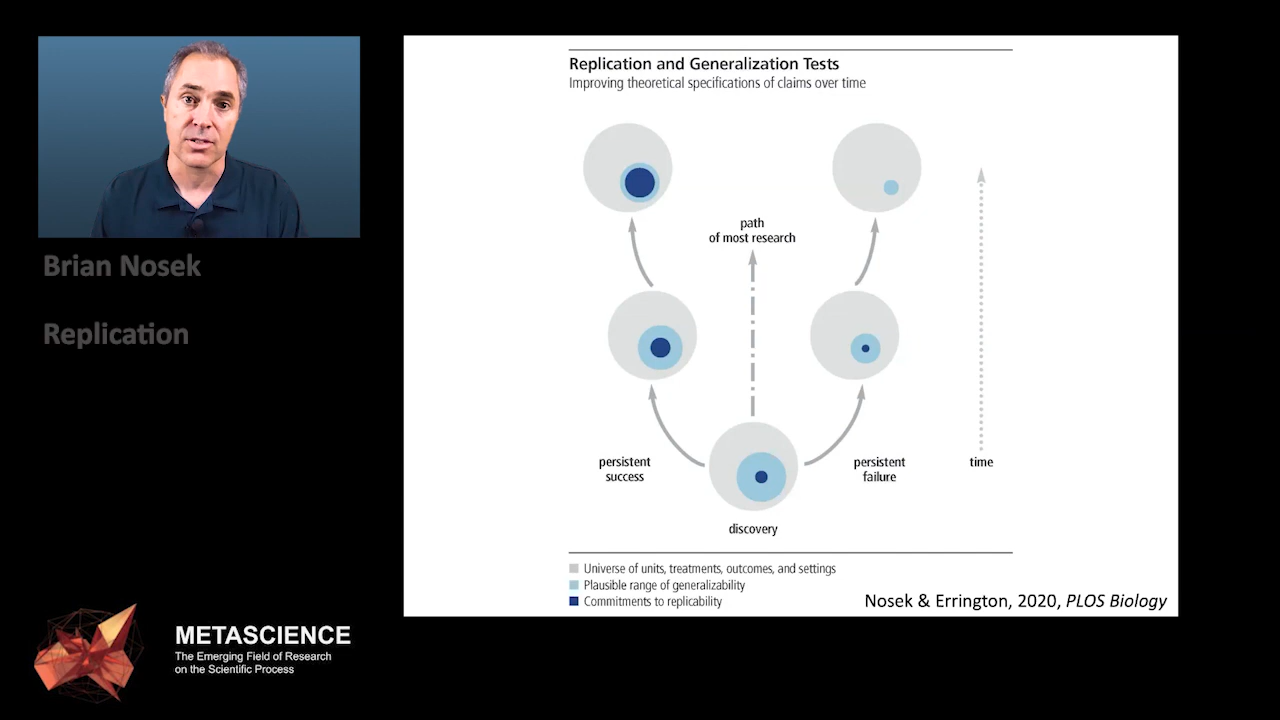 Brian Nosek
Replication
METASCIENCE
The Emerging Field of Research
on the Scientific Process
Replication and Generalization Tests
Improving theoretical specifications of claims over time
path
of most research
persistent
success
persistent
failure
time
discovery
Universe of units, treatments, outcomes, and settings
Plausible range of generalizability
Commitments to replicability
Nosek & Errington, 2020, PLOS Biology